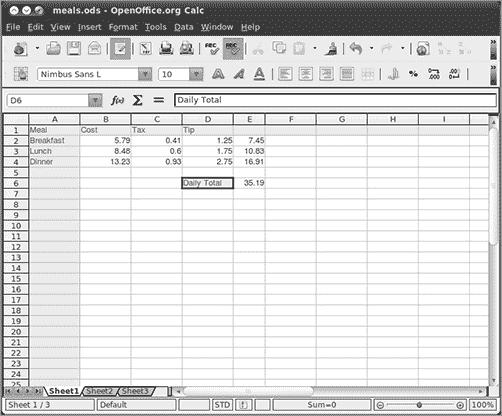 meals.ods - OpenOffice.org Calc
File Edit View Insert Format Tools Data Window Help
ABC ABC
Nimbus Sans L 10 A A A %
D6 f(x) Σ = Daily Total
A B C D E F G H I
1 Meal Cost Tax Tip
2 Breakfast 5.79 0.41 1.25 7.45
3 Lunch 8.48 0.6 1.75 10.83
4 Dinner 13.23 0.93 2.75 16.91
5
6 Daily Total 35.19
7
8
9
10
11
12
13
14
15
16
17
18
19
20
21
22
23
24
25
Sheet1 Sheet2 Sheet3
Sheet 1 / 3 Default STD Sum=0 100%